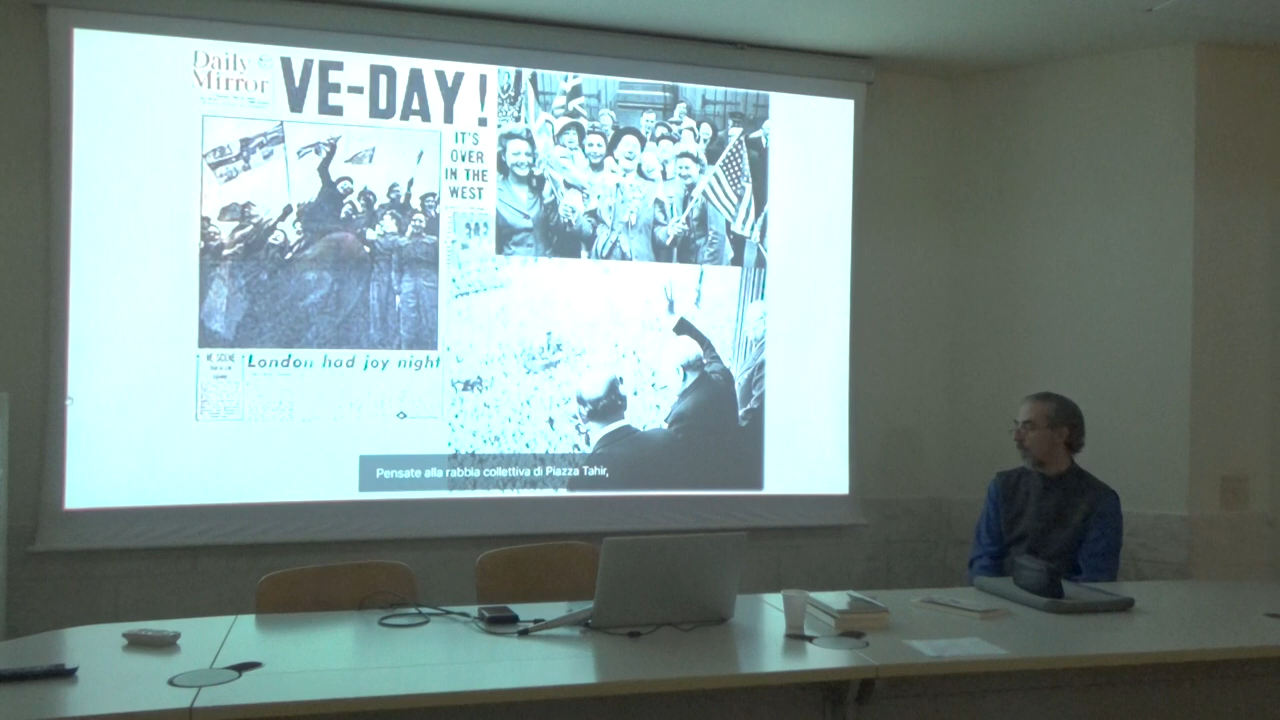 Daily
Mirror
VE-DAY!
IT'S
OVER
IN THE
WEST
London had joy night
Pensate alla rabbia collettiva di Piazza Tahir,